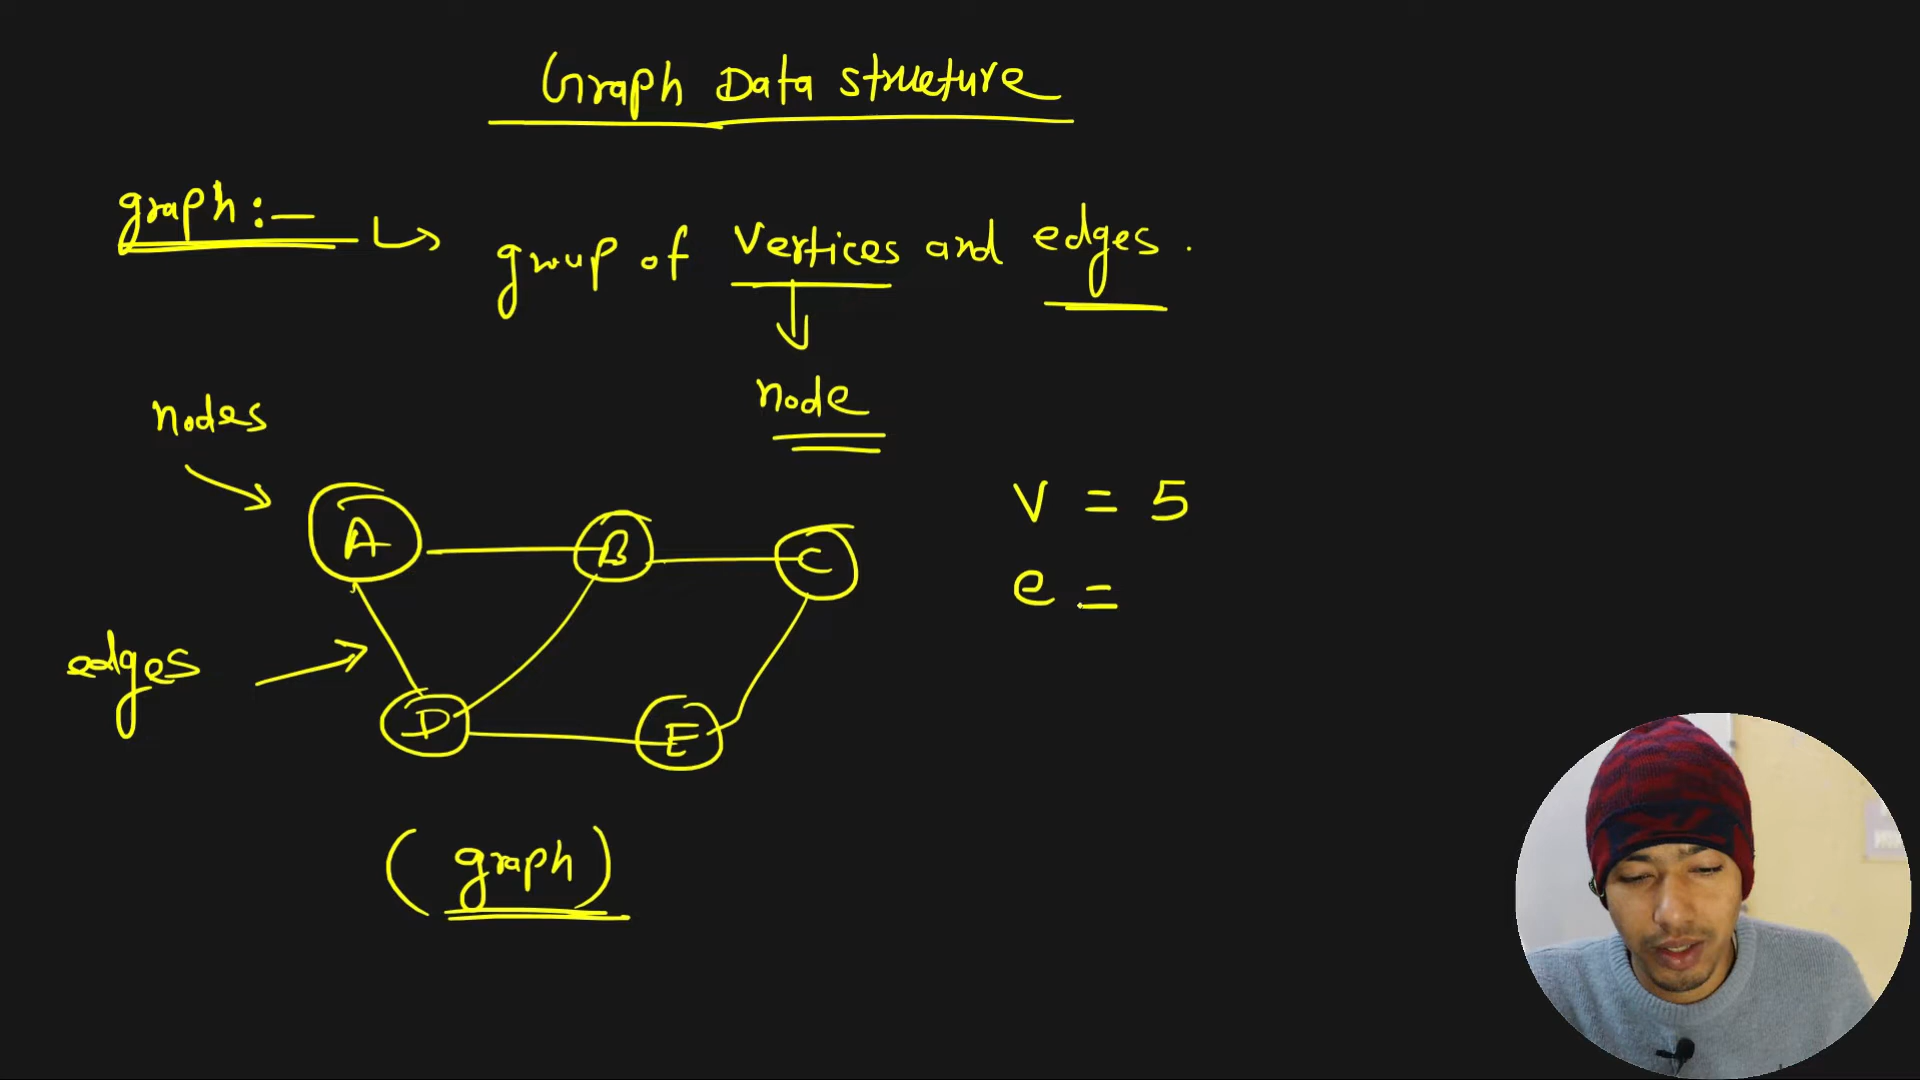 Graph Data structure
graph :-
group of vertices and edges.
node
nodes
A
B
C
v = 5
e =
edges
D
E
(graph)